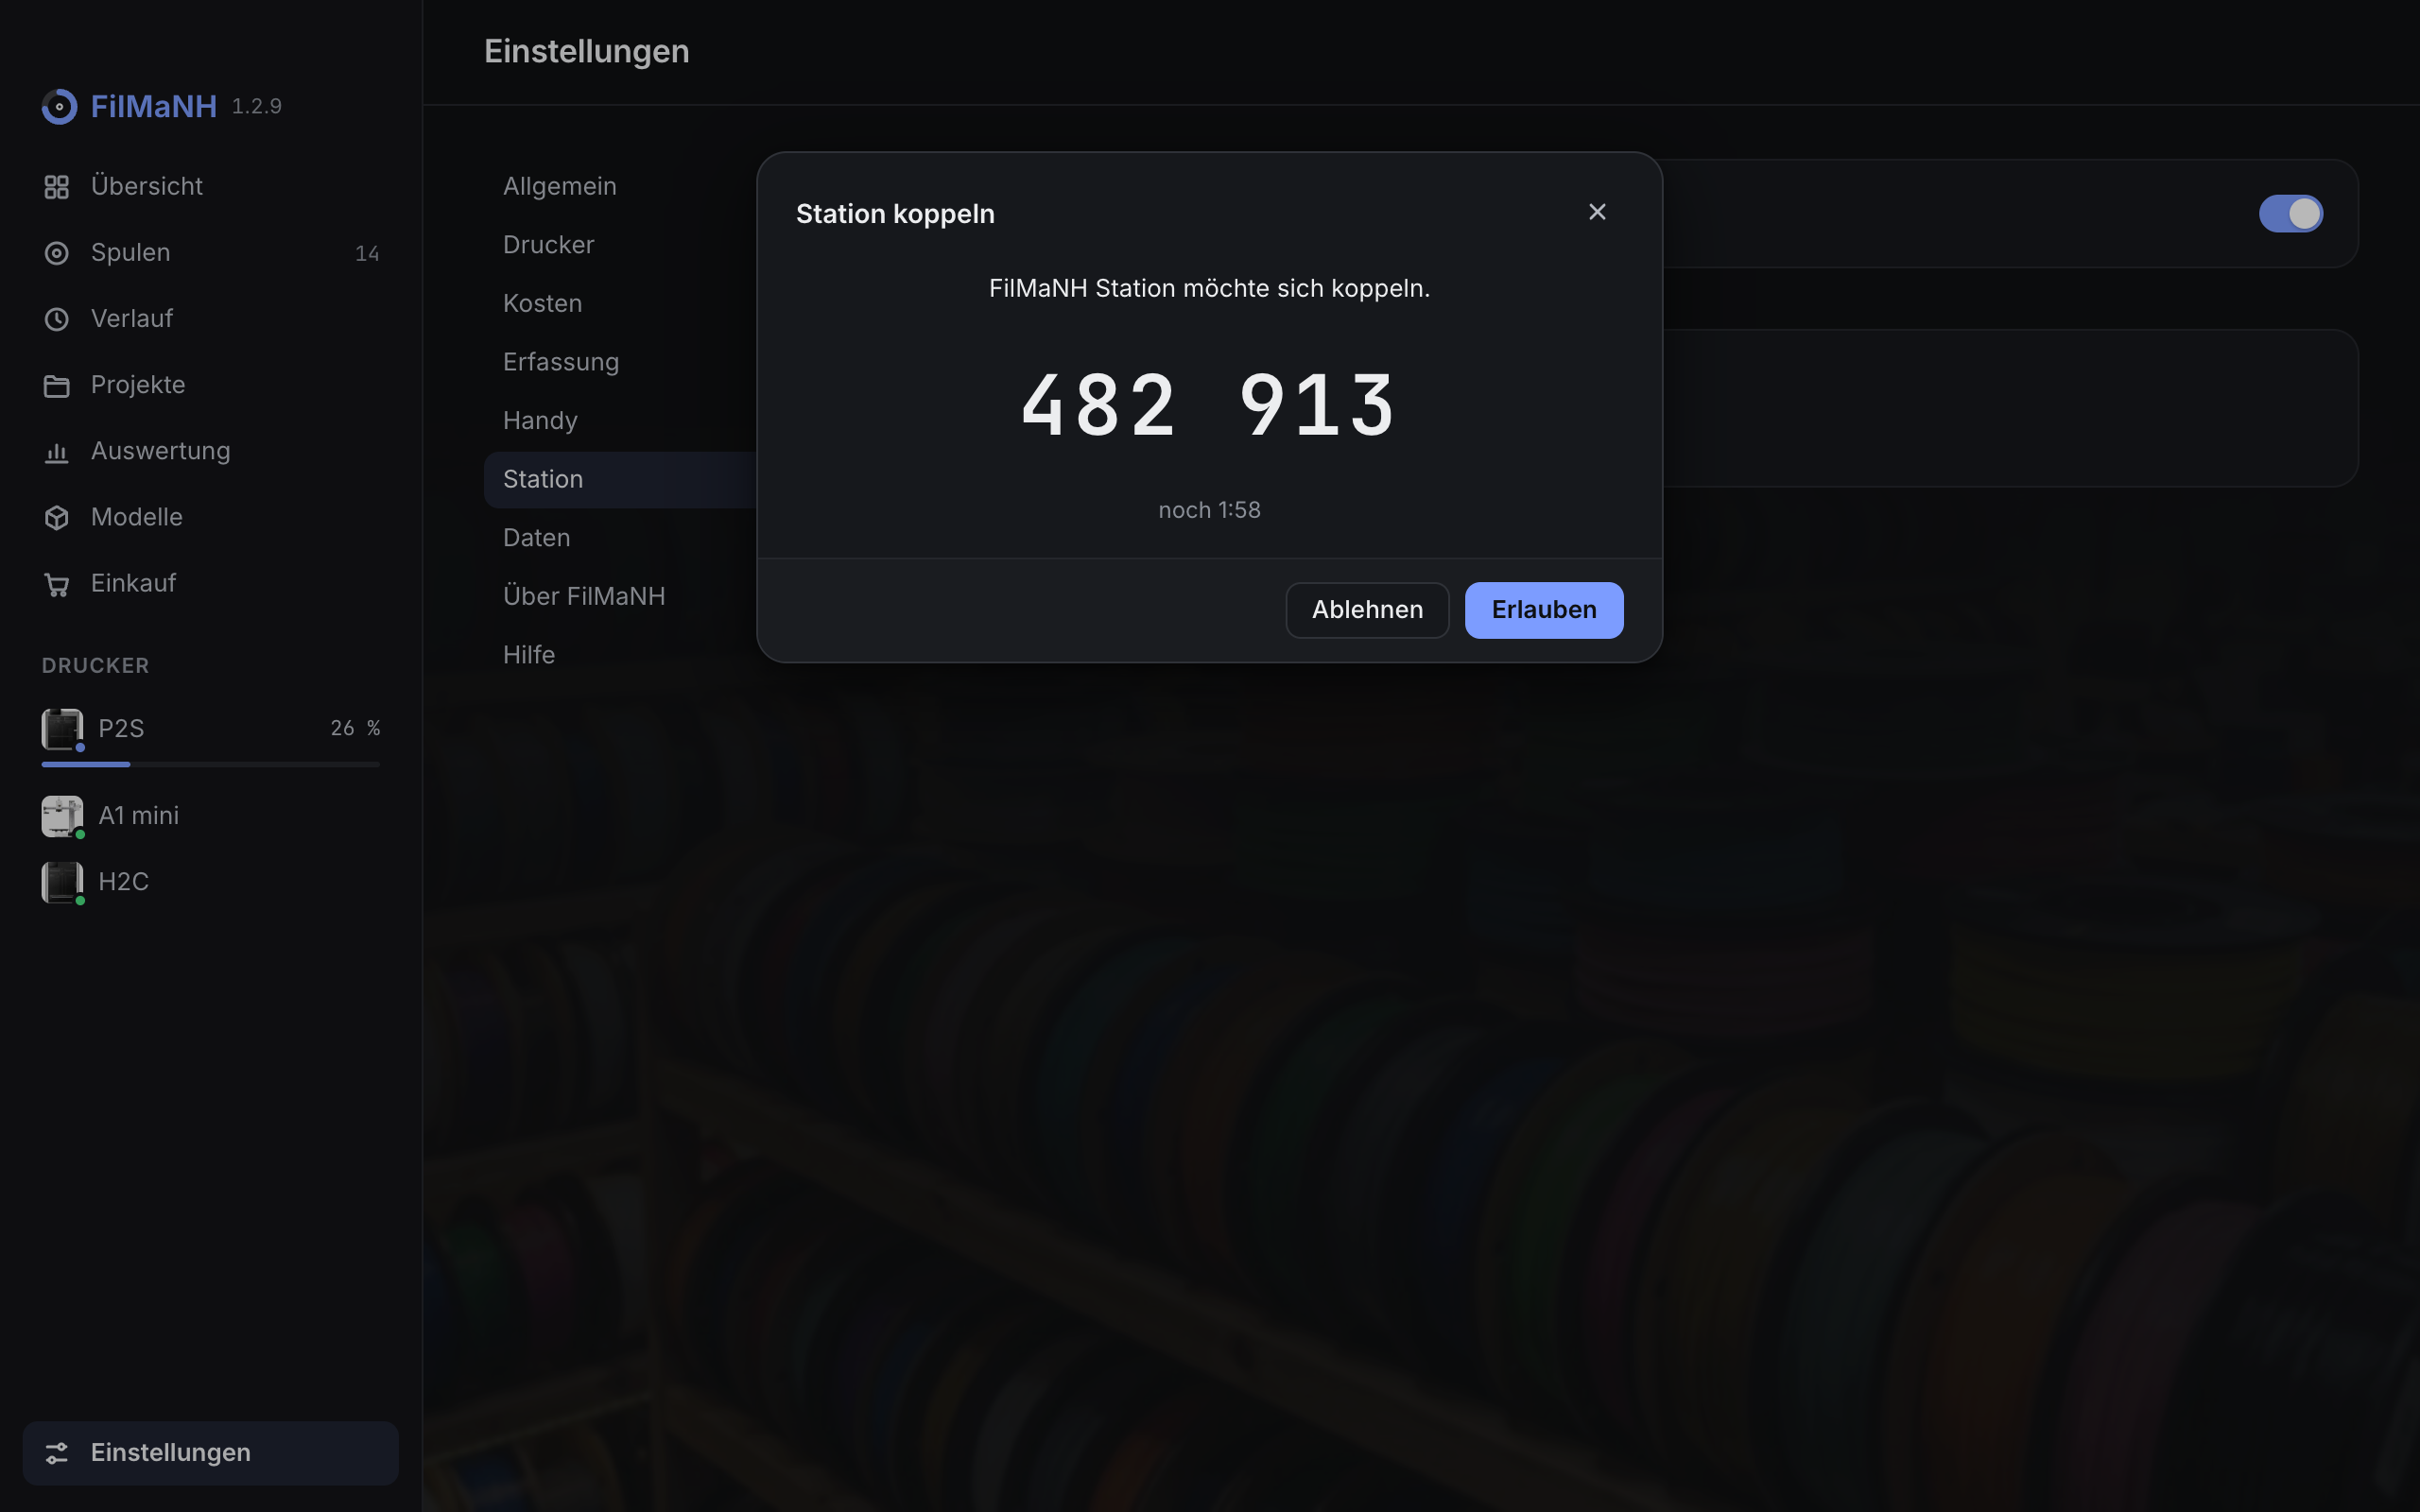 FilMaNH 1.2.9
Übersicht
Spulen 14
Verlauf
Projekte
Auswertung
Modelle
Einkauf
DRUCKER
P2S 26 %
A1 mini
H2C
Einstellungen
Einstellungen
Allgemein
Drucker
Kosten
Erfassung
Handy
Station
Daten
Über FilMaNH
Hilfe
Station koppeln
FilMaNH Station möchte sich koppeln.
482 913
noch 1:58
Ablehnen
Erlauben